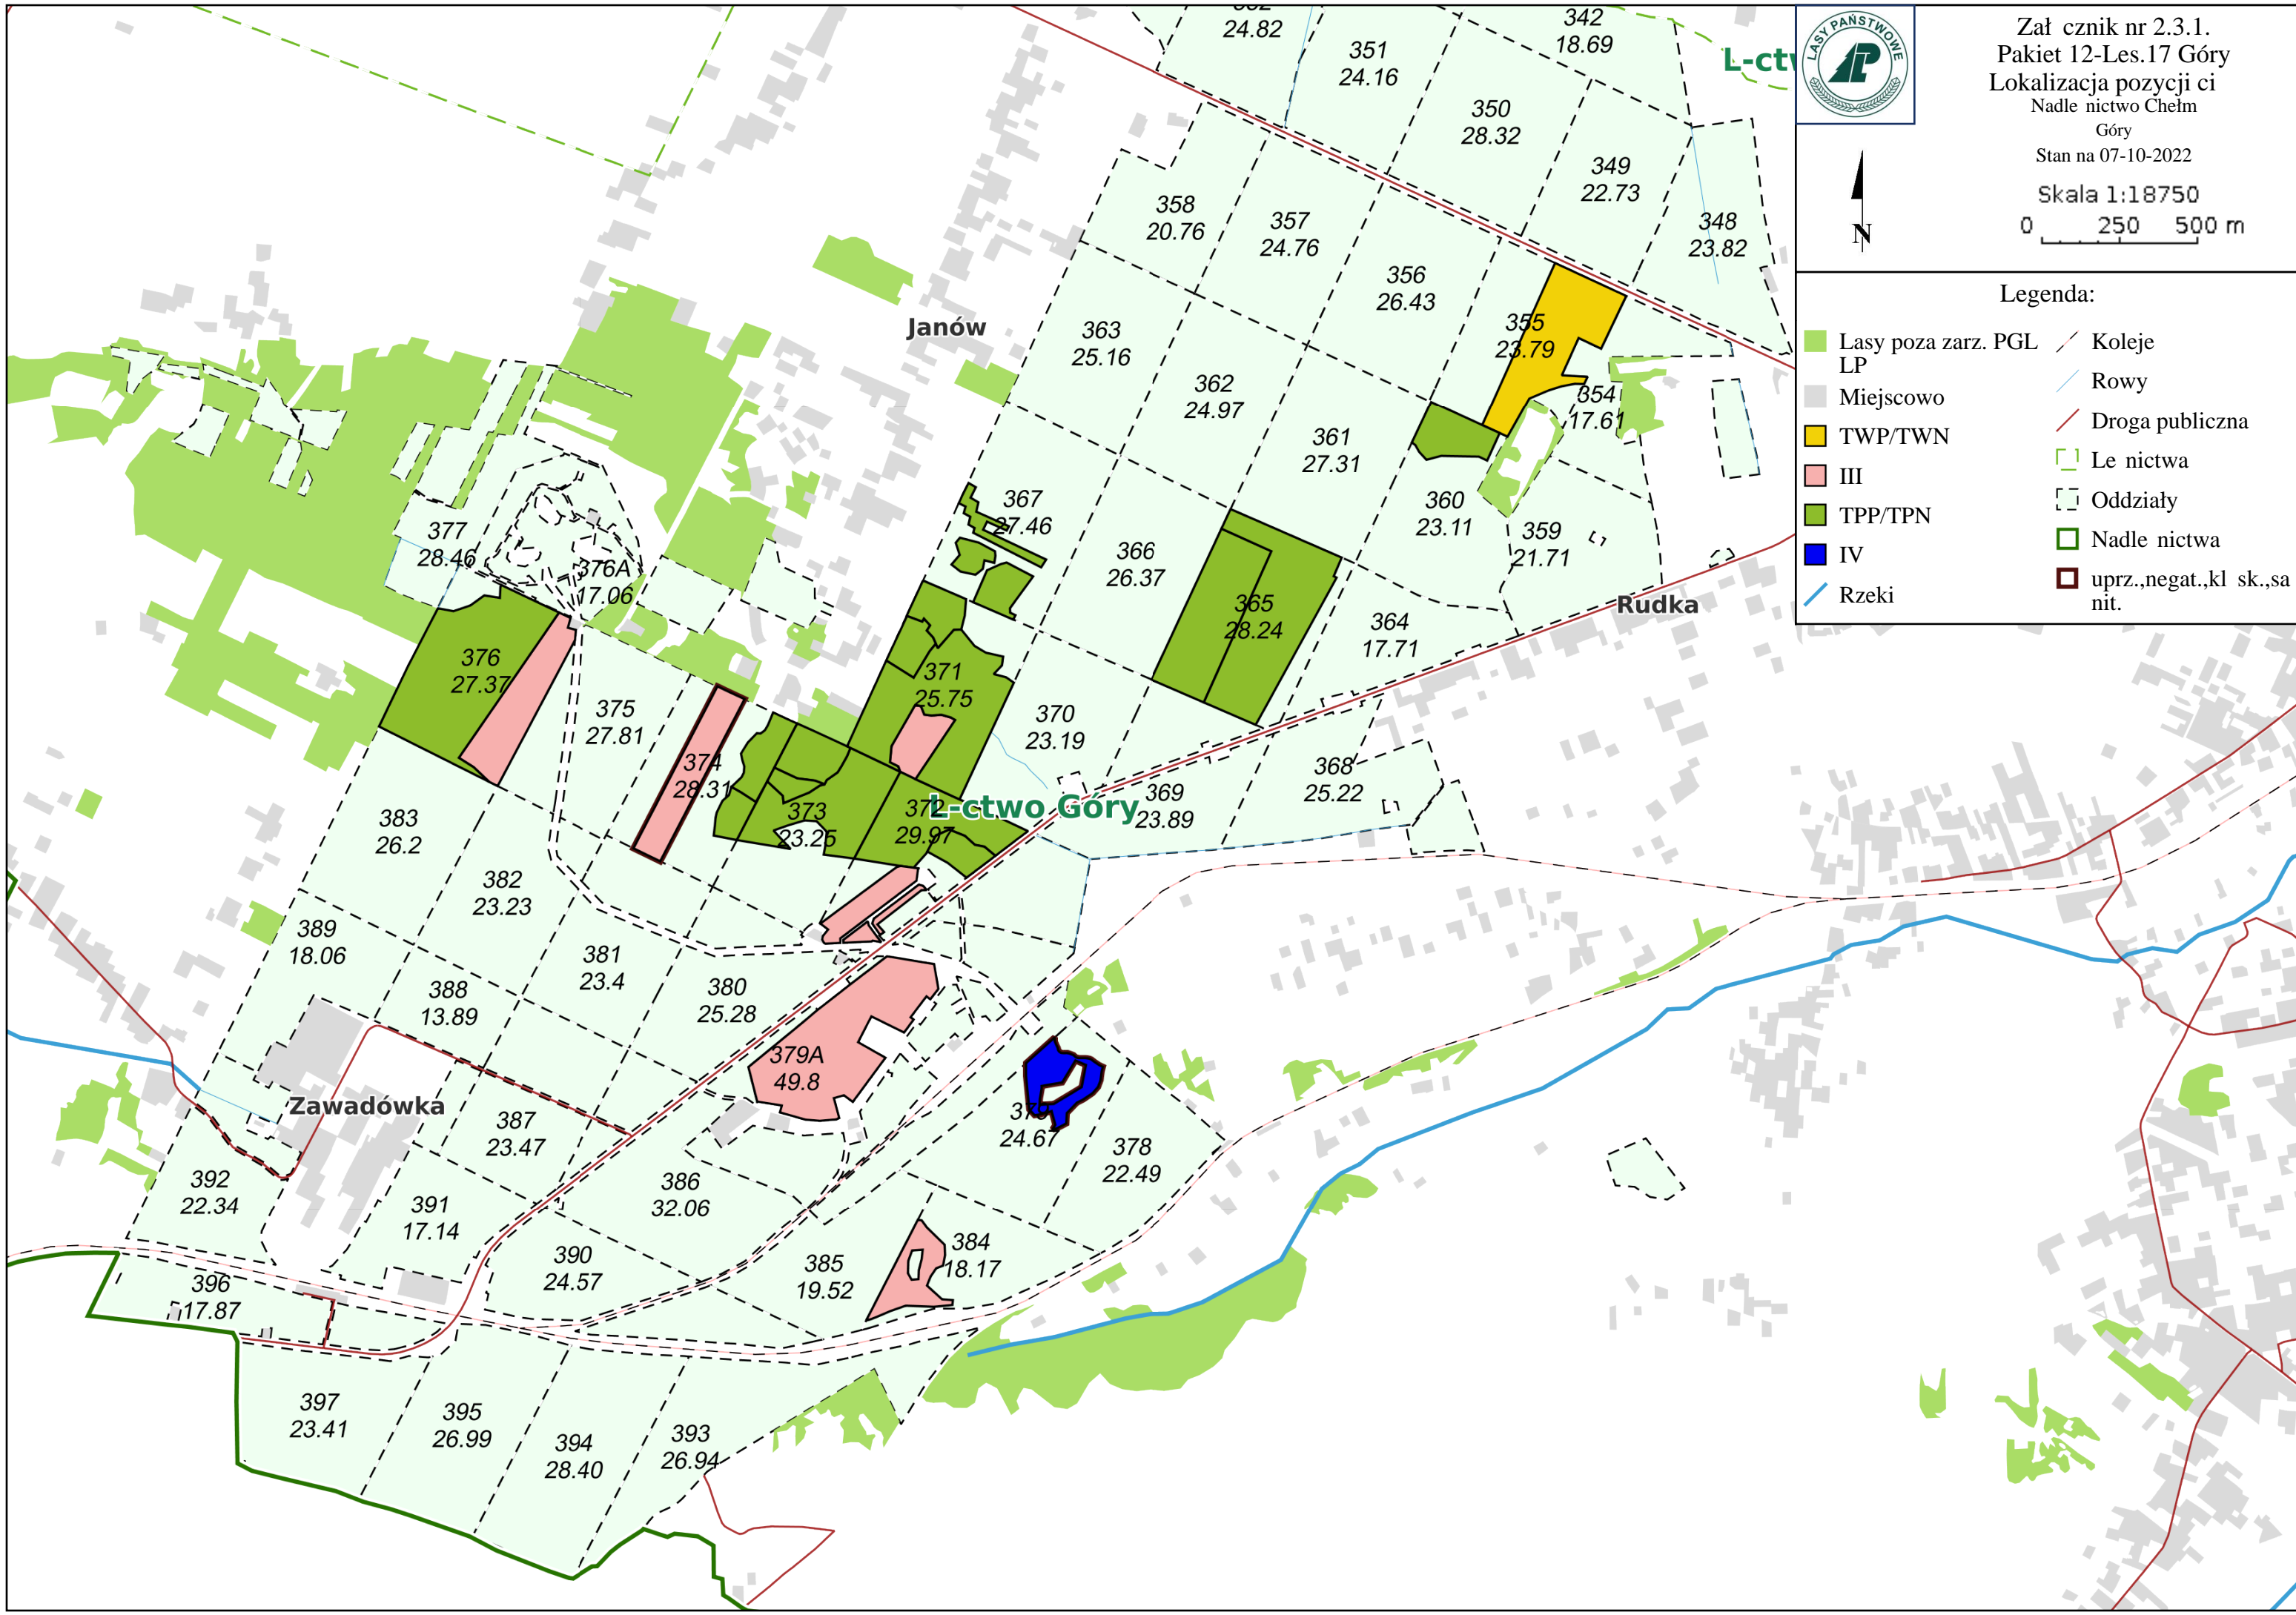 Zał cznik nr 2.3.1.
Pakiet 12-Les.17 Góry
Lokalizacja pozycji ci
Nadle nictwo Chełm
Góry
Stan na 07-10-2022
Skala 1:18750
0 250 500 m
N
LASY PAŃSTWOWE
LP
Legenda:
Lasy poza zarz. PGL
LP
Miejscowo
TWP/TWN
III
TPP/TPN
IV
Rzeki
Koleje
Rowy
Droga publiczna
Le nictwa
Oddziały
Nadle nictwa
uprz.,negat.,kl sk.,sa
nit.
24.82
351
24.16
342
18.69
L-ctw
350
28.32
349
22.73
348
23.82
358
20.76
357
24.76
356
26.43
355
23.79
354
17.61
Janów
363
25.16
362
24.97
361
27.31
360
23.11
359
21.71
367
27.46
366
26.37
365
28.24
364
17.71
Rudka
377
28.46
376A
17.06
376
27.37
375
27.81
374
28.31
373
23.25
372
29.97
371
25.75
370
23.19
L-ctwo Góry
369
23.89
368
25.22
383
26.2
382
23.23
381
23.4
380
25.28
379A
49.8
24.67
378
22.49
389
18.06
388
13.89
387
23.47
386
32.06
Zawadówka
392
22.34
391
17.14
390
24.57
385
19.52
384
18.17
396
17.87
397
23.41
395
26.99
394
28.40
393
26.94